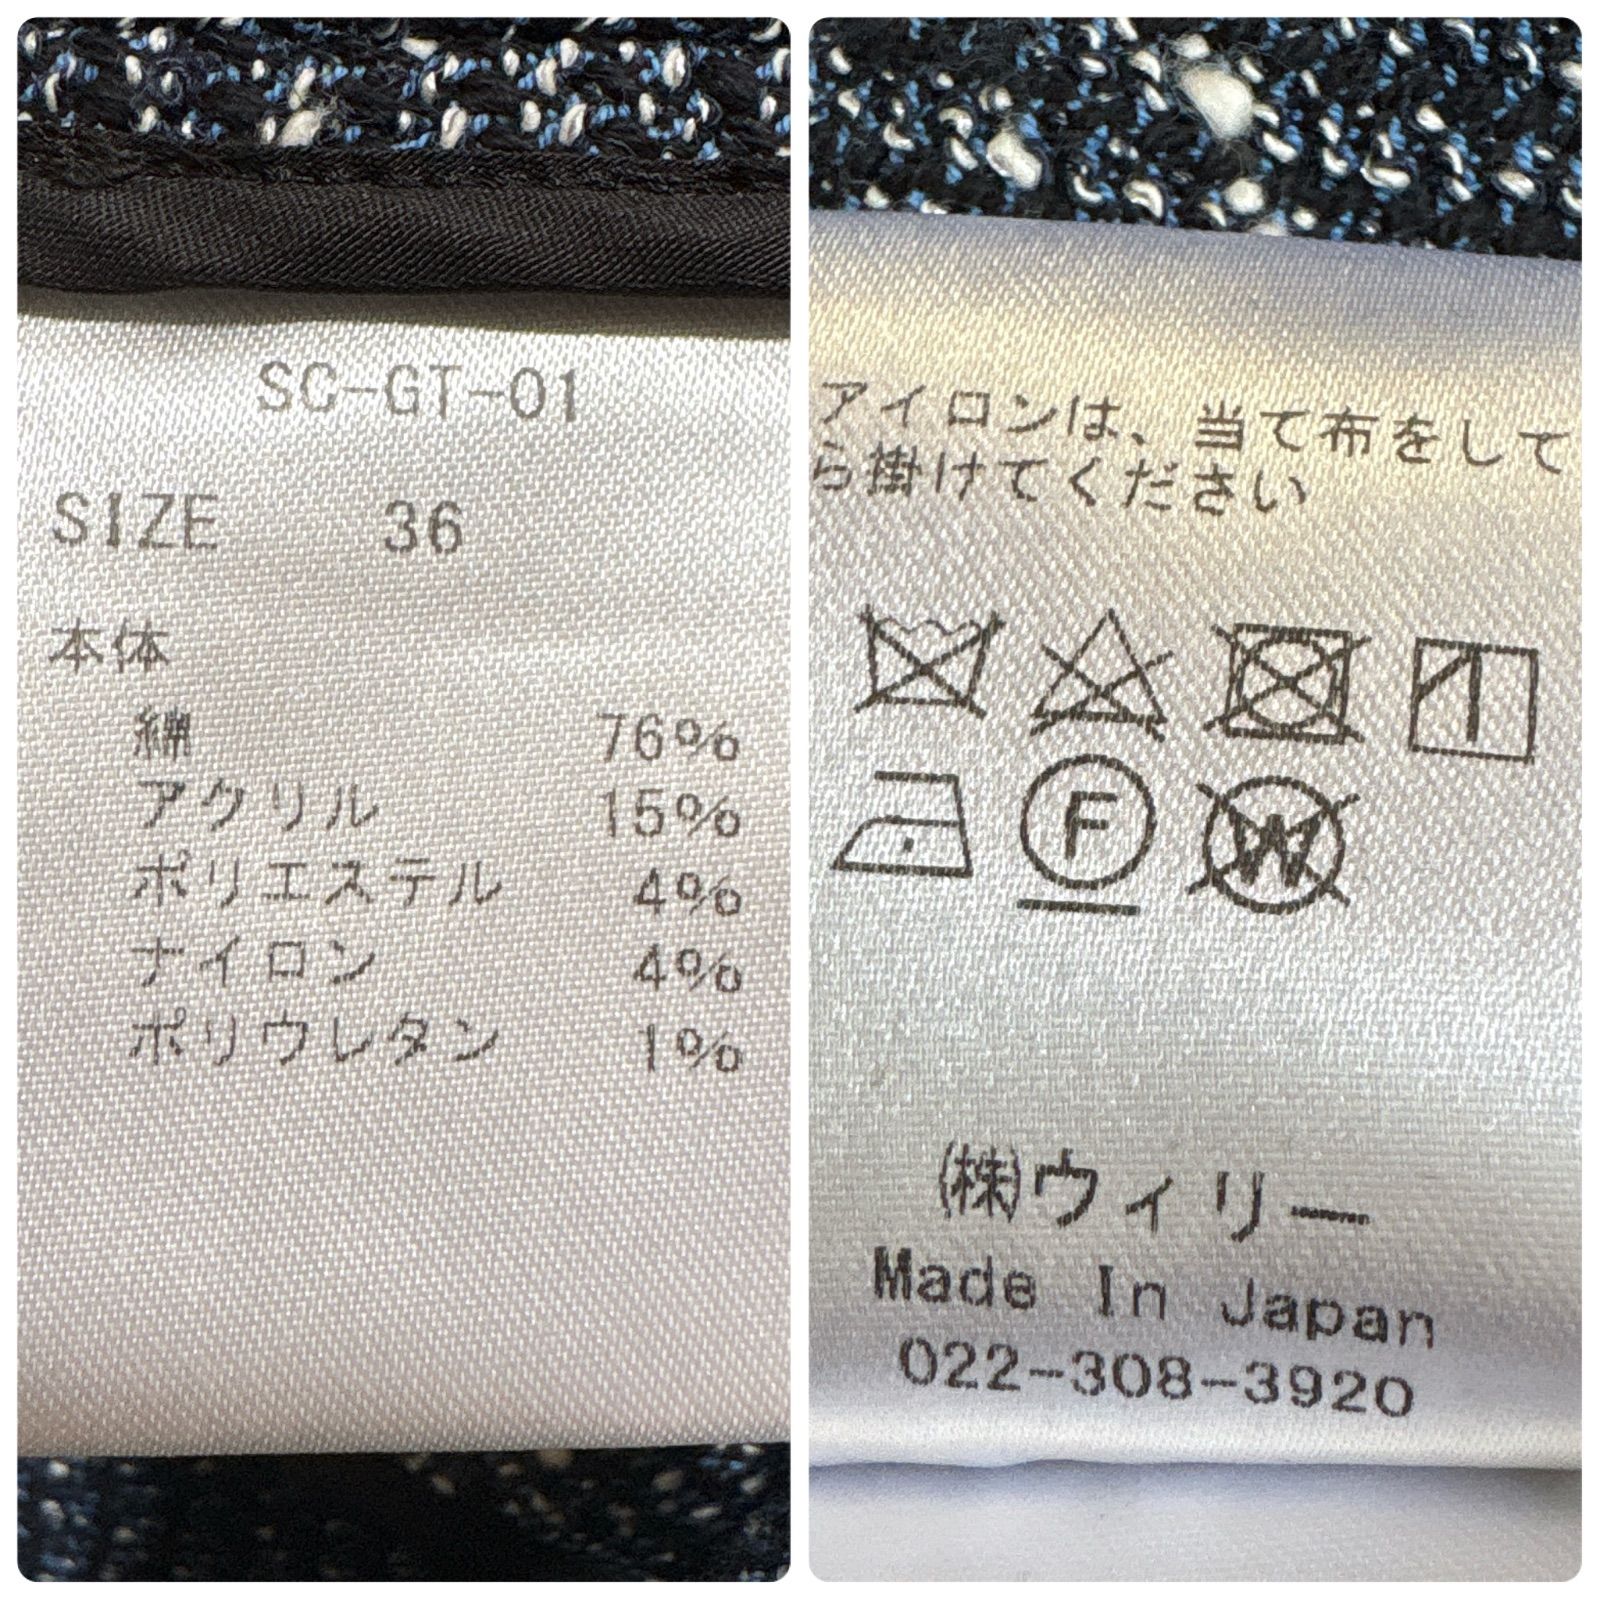 SC-GT-01
SIZE 36
本体
綿 76%
アクリル 15%
ポリエステル 4%
ナイロン 4%
ポリウレタン 1%
アイロンは、当て布をして
ら掛けてください
F
W
㈱ウィリー
Made In Japan
022-308-3920